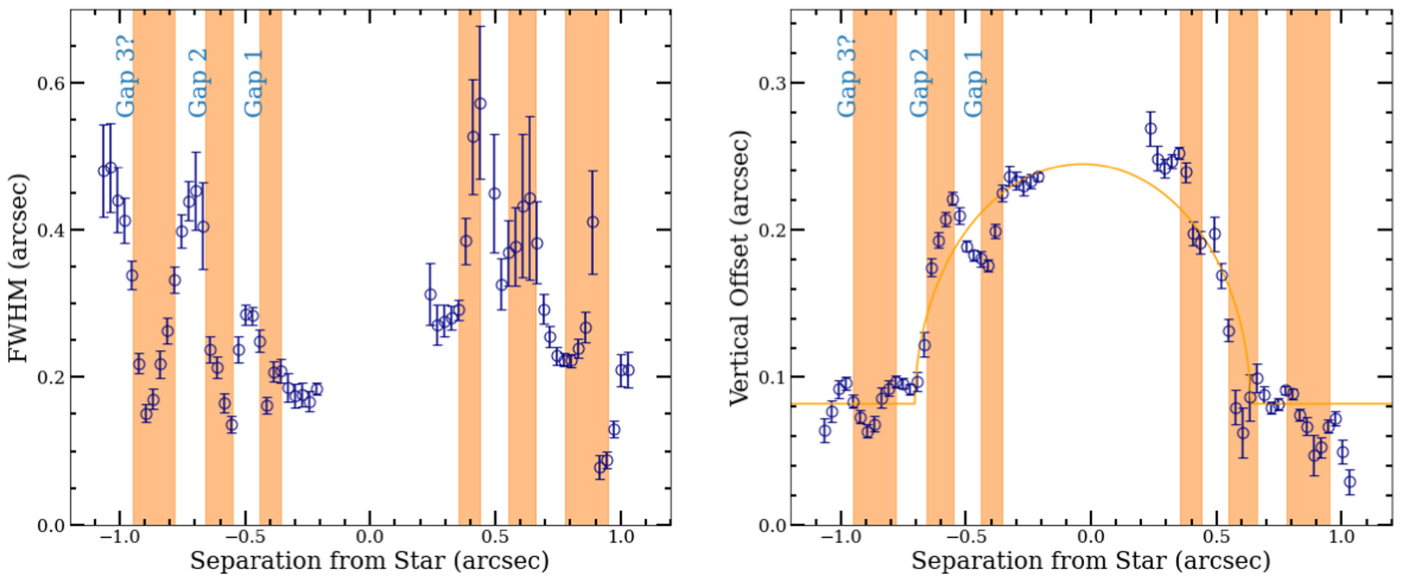 FWHM (arcsec)
0.6
0.4
0.2
0.0
Gap 3?
Gap 2
Gap 1
−1.0
−0.5
0.0
0.5
1.0
Separation from Star (arcsec)
Vertical Offset (arcsec)
0.3
0.2
0.1
0.0
Gap 3?
Gap 2
Gap 1
−1.0
−0.5
0.0
0.5
1.0
Separation from Star (arcsec)